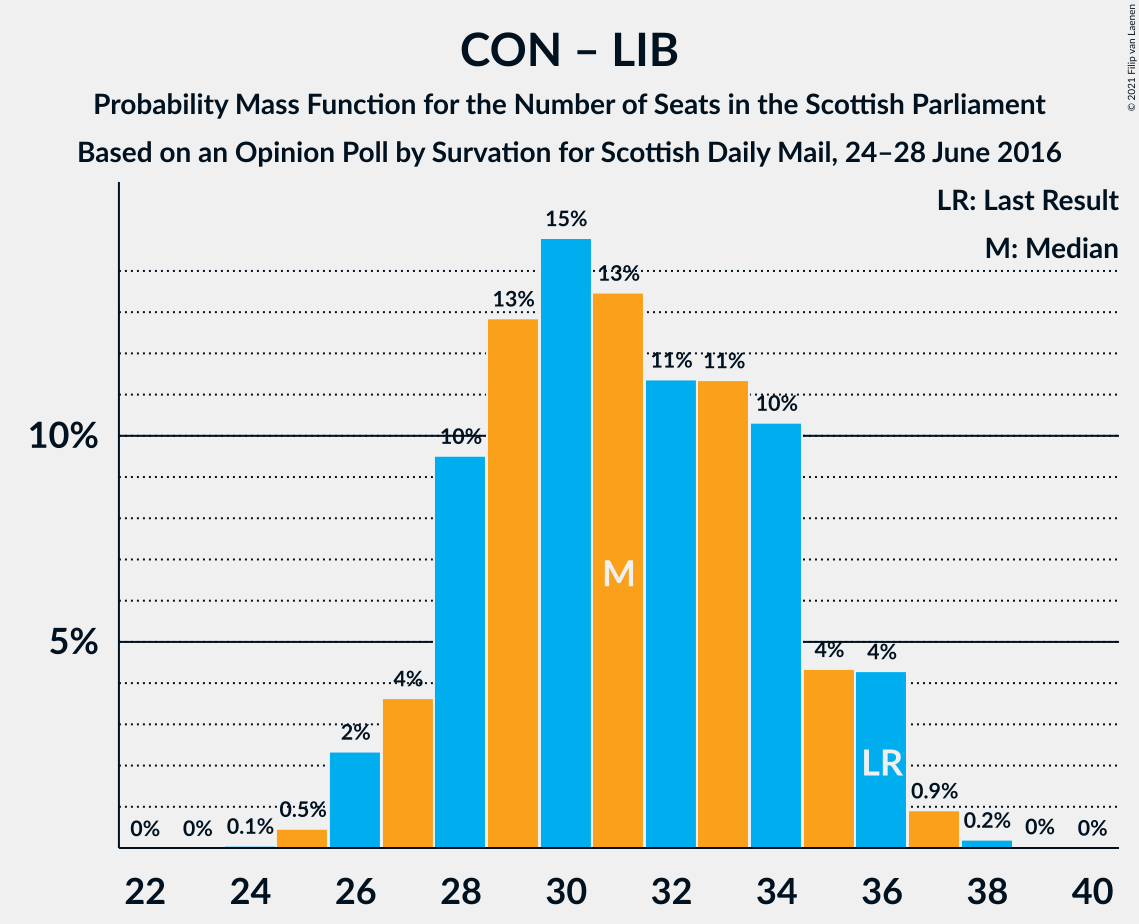 CON – LIB
Probability Mass Function for the Number of Seats in the Scottish Parliament
Based on an Opinion Poll by Survation for Scottish Daily Mail, 24–28 June 2016
© 2021 Filip van Laenen
LR: Last Result
M: Median
10%
5%
0%
0%
0.1%
0.5%
2%
4%
10%
13%
15%
13%
11%
11%
10%
4%
4%
0.9%
0.2%
0%
0%
M
LR
22 24 26 28 30 32 34 36 38 40